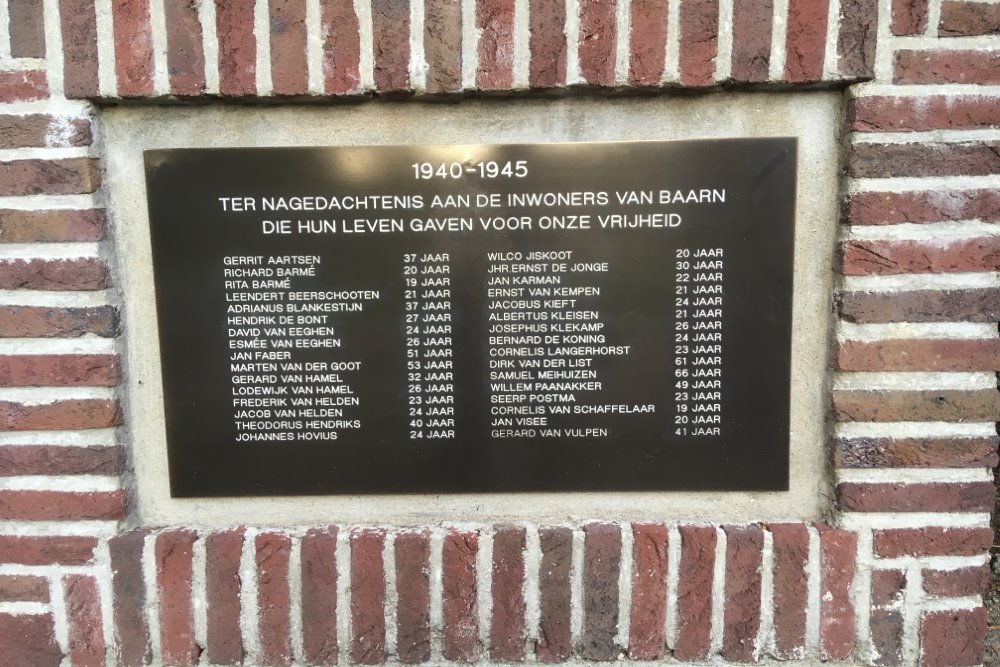 1940-1945
TER NAGEDACHTENIS AAN DE INWONERS VAN BAARN
DIE HUN LEVEN GAVEN VOOR ONZE VRIJHEID
GERRIT AARTSEN 37 JAAR
RICHARD BARMÉ 20 JAAR
RITA BARMÉ 19 JAAR
LEENDERT BEERSCHOOTEN 21 JAAR
ADRIANUS BLANKESTIJN 37 JAAR
HENDRIK DE BONT 27 JAAR
DAVID VAN EEGHEN 24 JAAR
ESMÉE VAN EEGHEN 26 JAAR
JAN FABER 51 JAAR
MARTEN VAN DER GOOT 53 JAAR
GERARD VAN HAMEL 32 JAAR
LODEWIJK VAN HAMEL 26 JAAR
FREDERIK VAN HELDEN 23 JAAR
JACOB VAN HELDEN 24 JAAR
THEODORUS HENDRIKS 40 JAAR
JOHANNES HOVIUS 24 JAAR
WILCO JISKOOT 20 JAAR
JHR.ERNST DE JONGE 30 JAAR
JAN KARMAN 22 JAAR
ERNST VAN KEMPEN 21 JAAR
JACOBUS KIEFT 24 JAAR
ALBERTUS KLEISEN 21 JAAR
JOSEPHUS KLEKAMP 26 JAAR
BERNARD DE KONING 24 JAAR
CORNELIS LANGERHORST 23 JAAR
DIRK VAN DER LIST 61 JAAR
SAMUEL MEIHUIZEN 66 JAAR
WILLEM PAANAKKER 49 JAAR
SEERP POSTMA 23 JAAR
CORNELIS VAN SCHAFFELAAR 19 JAAR
JAN VISEE 20 JAAR
GERARD VAN VULPEN 41 JAAR